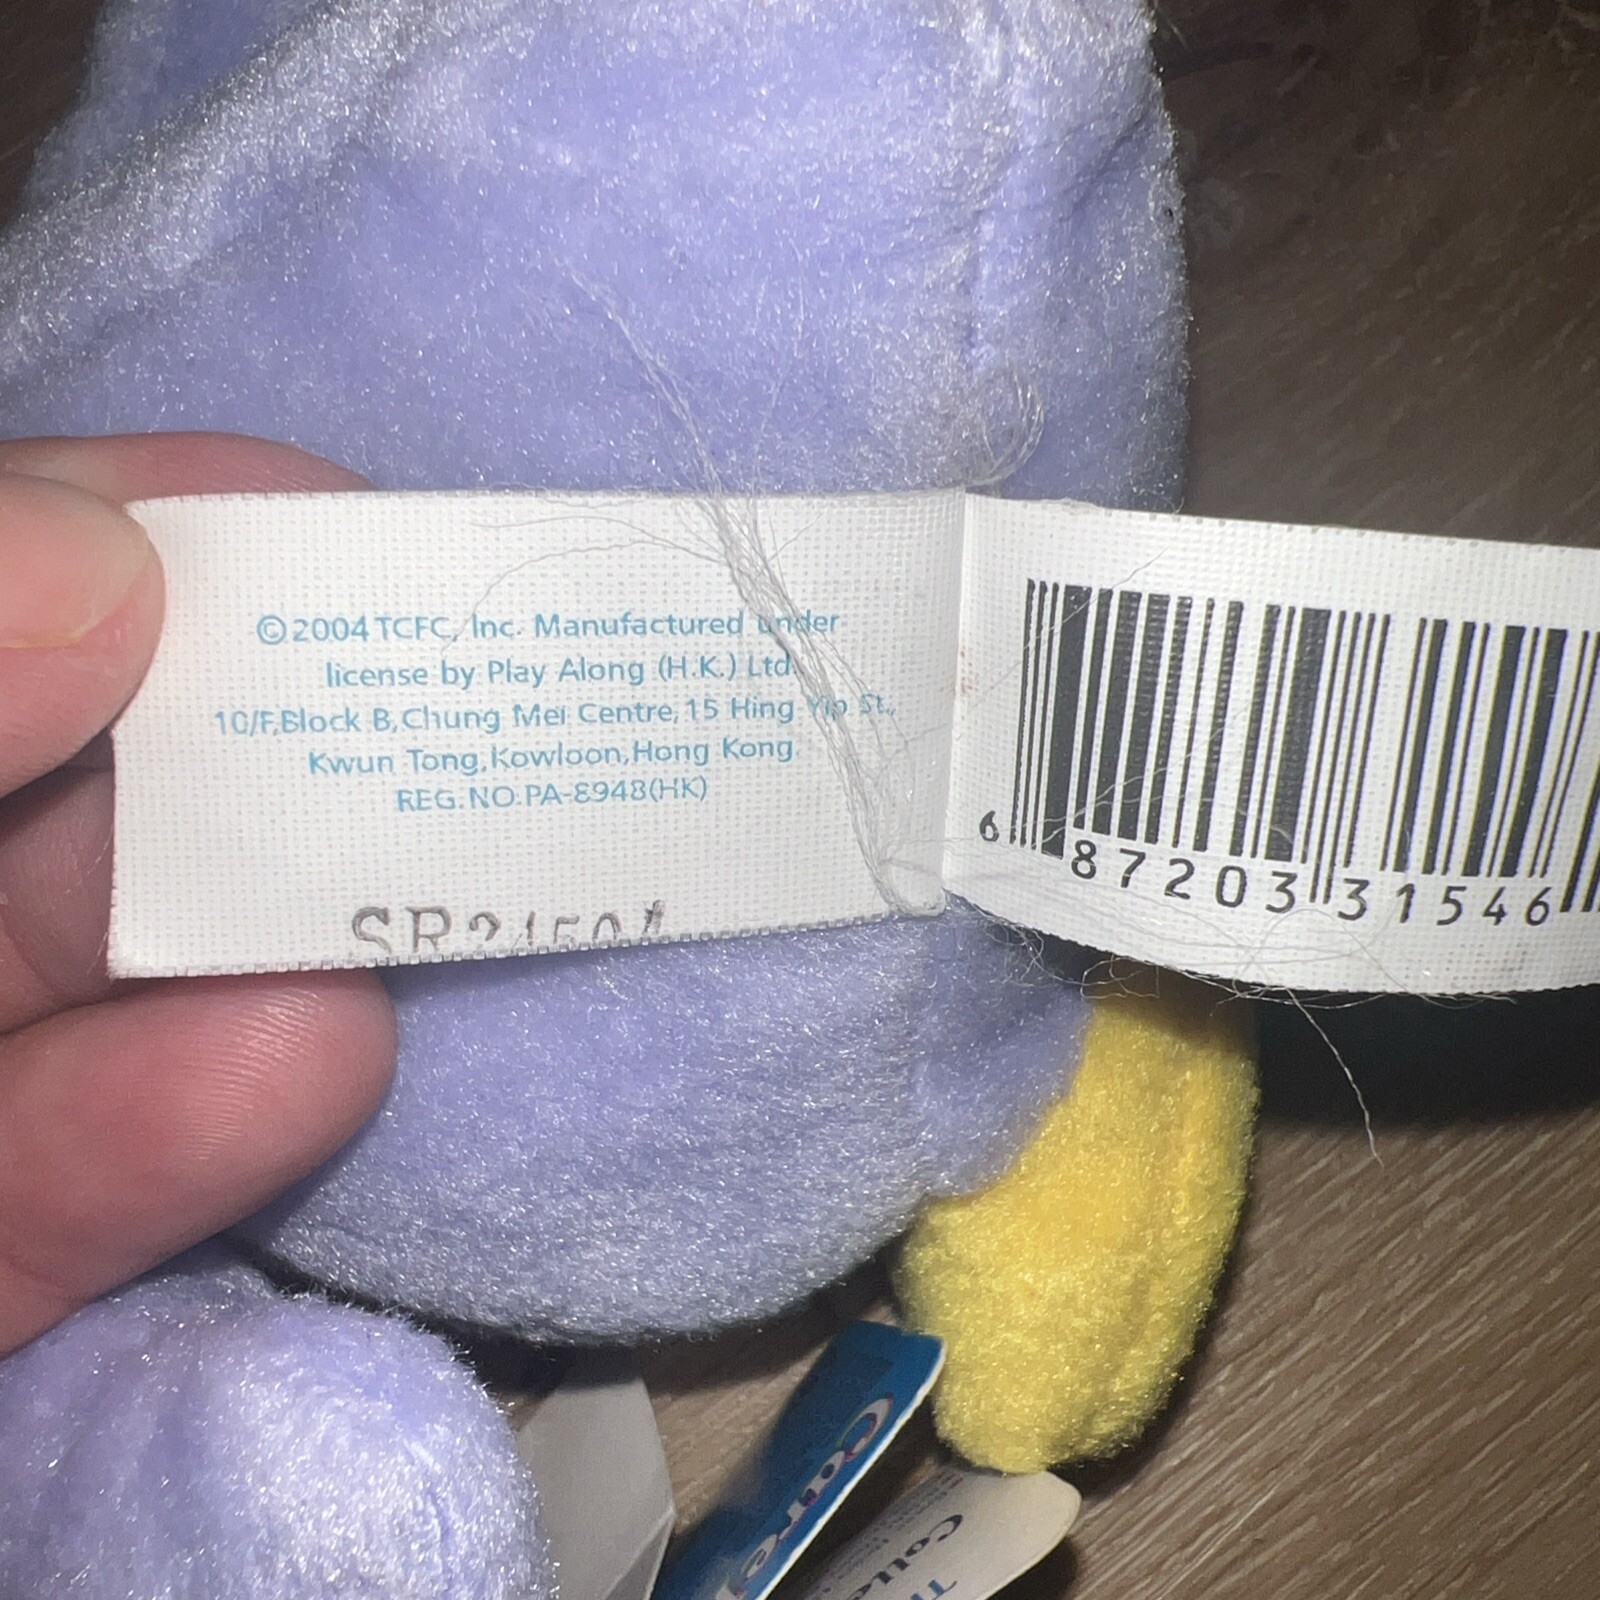 ©2004 TCFC, Inc. Manufactured under
license by Play Along (H.K.) Ltd.
10/F,Block B,Chung Mei Centre,15 Hing Yip St.,
Kwun Tong,Kowloon,Hong Kong.
REG.NO.PA-8948(HK)
6 87203 31546
Care